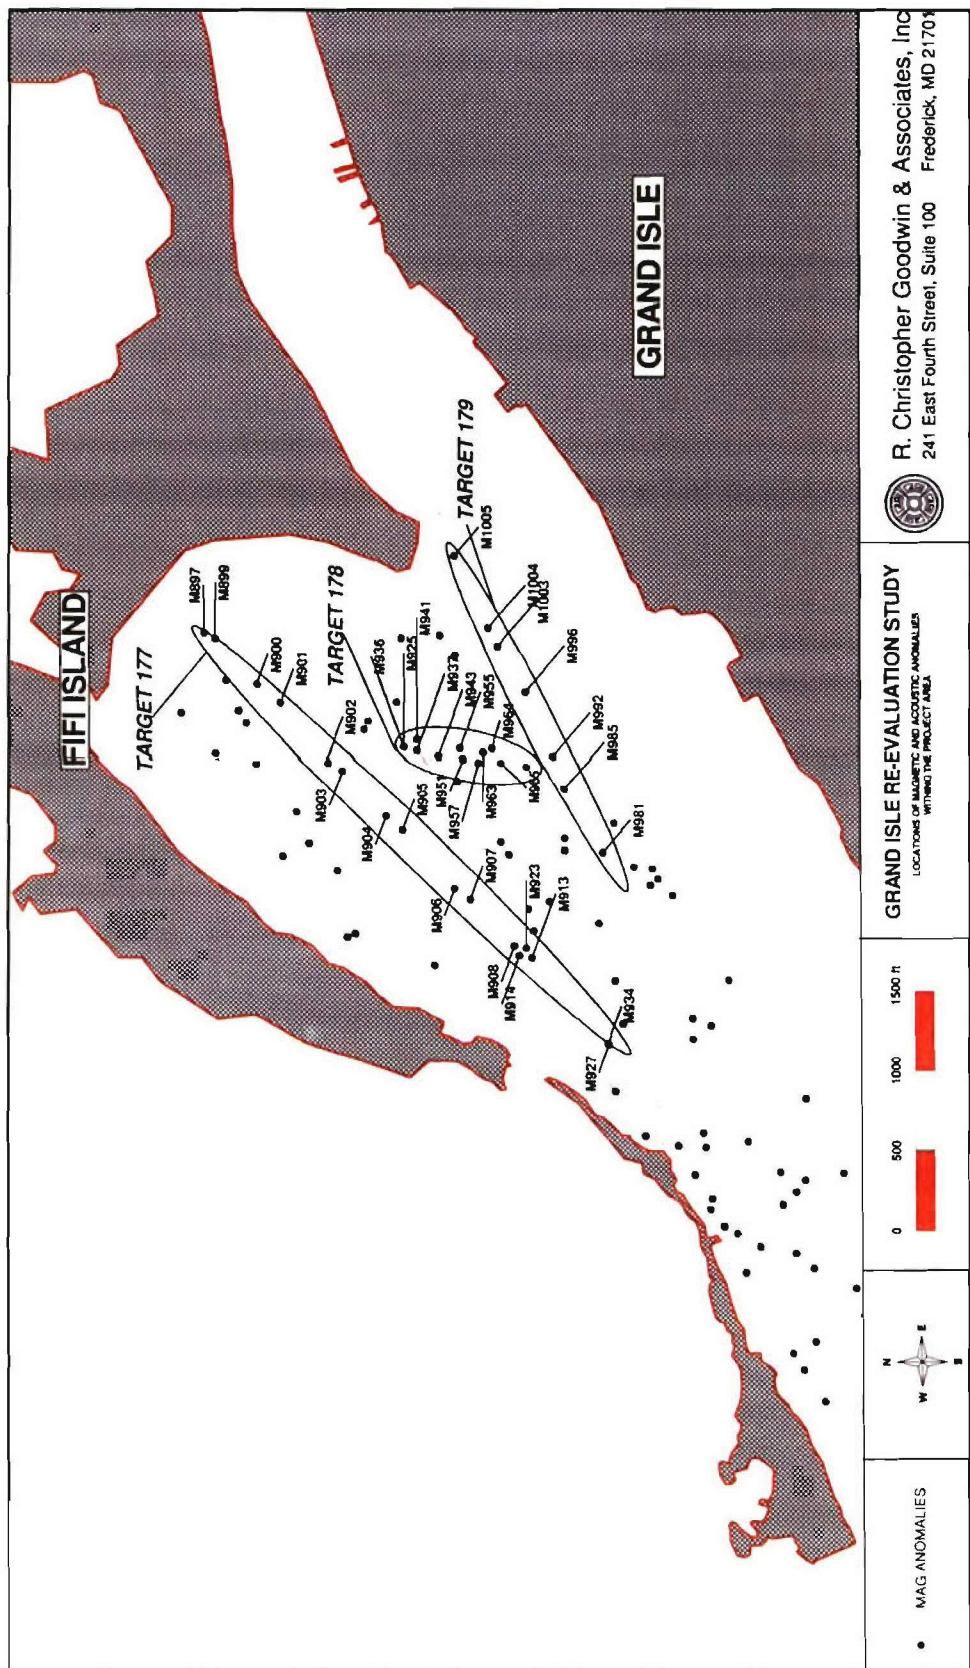 FIFI ISLAND
GRAND ISLE
TARGET 177
TARGET 178
TARGET 179
M897
M899
M900
M901
M902
M903
M904
M905
M906
M907
M908
M914
M923
M913
M927
M934
M936
M925
M941
M937
M943
M955
M964
M951
M957
M963
M965
M1005
M1004
M1003
M996
M992
M985
M981
MAG ANOMALIES
N
W
E
S
0
500
1000
1500 ft
GRAND ISLE RE-EVALUATION STUDY
LOCATIONS OF MAGNETIC AND ACOUSTIC ANOMALIES
WITHING THE PROJECT AREA
R. Christopher Goodwin & Associates, Inc
241 East Fourth Street, Suite 100 Frederick, MD 21701